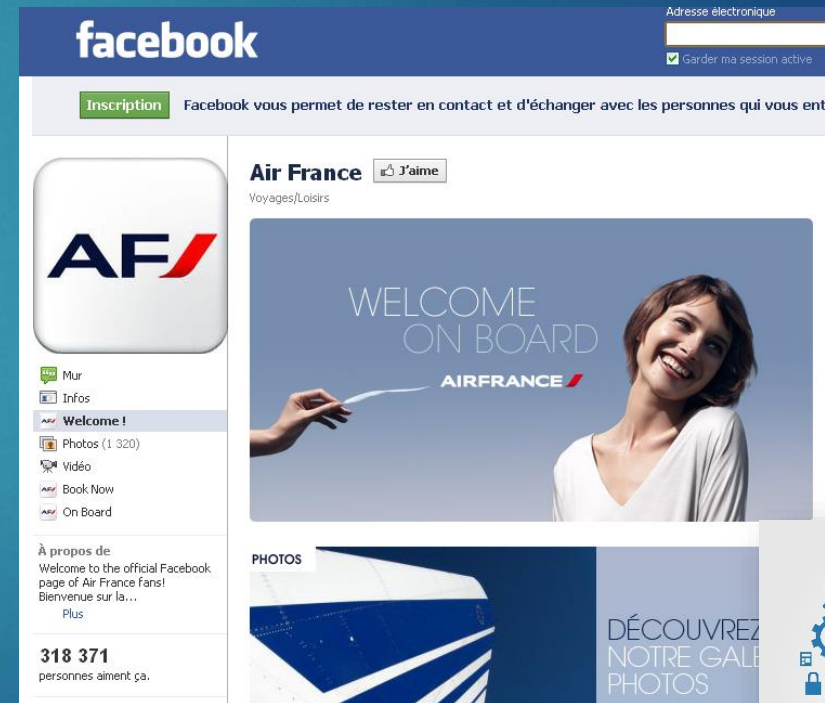 Adresse électronique
facebook
Garder ma session active
Inscription
Facebook vous permet de rester en contact et d'échanger avec les personnes qui vous
Air France
J'aime
Voyages/Loisirs
AF
WELCOME
ON BOARD
AIRFRANCE
Mur
Infos
Welcome !
Photos (1 320)
Vidéo
Book Now
On Board
À propos de
Welcome to the official Facebook
page of Air France fans!
Bienvenue sur la...
Plus
318 371
personnes aiment ça.
PHOTOS
DÉCOUVREZ
NOTRE
PHOTOS